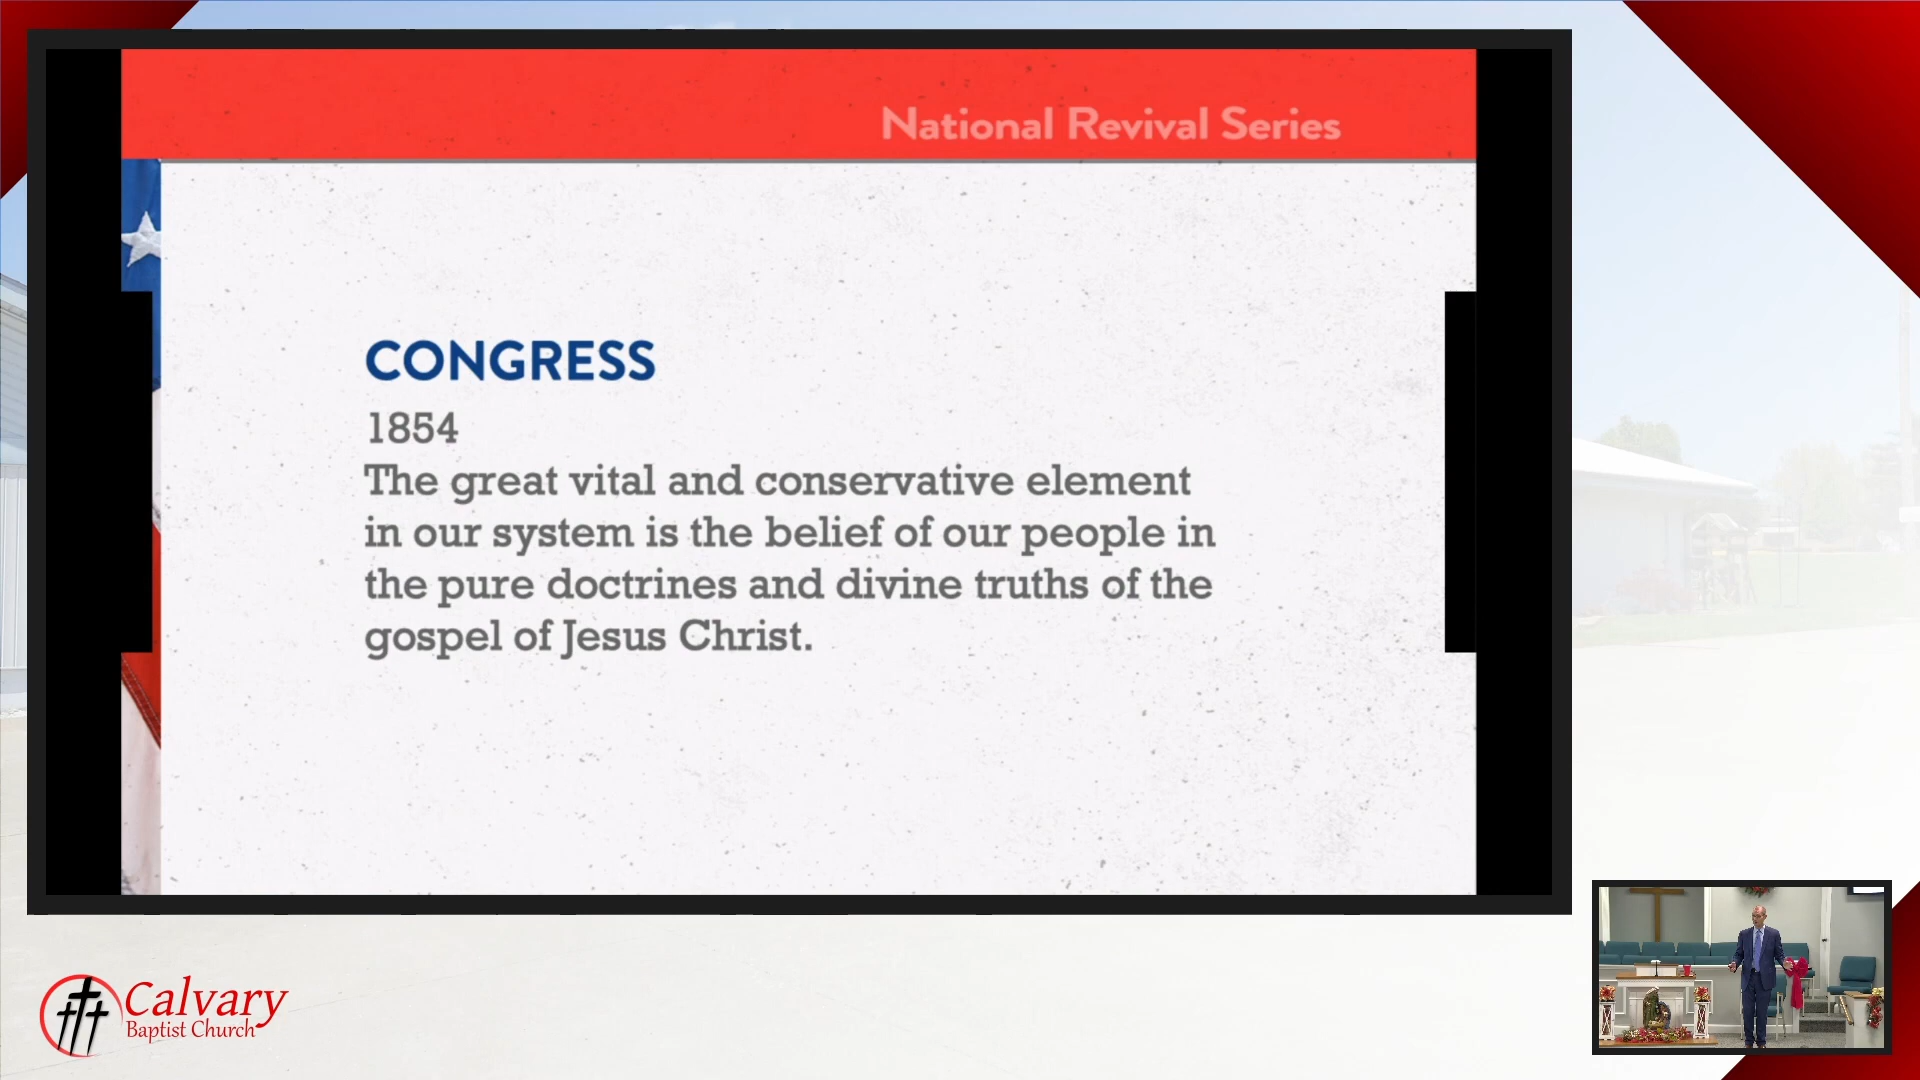 National Revival Series
CONGRESS
1854
The great vital and conservative element
in our system is the belief of our people in
the pure doctrines and divine truths of the
gospel of Jesus Christ.
Calvary
Baptist Church